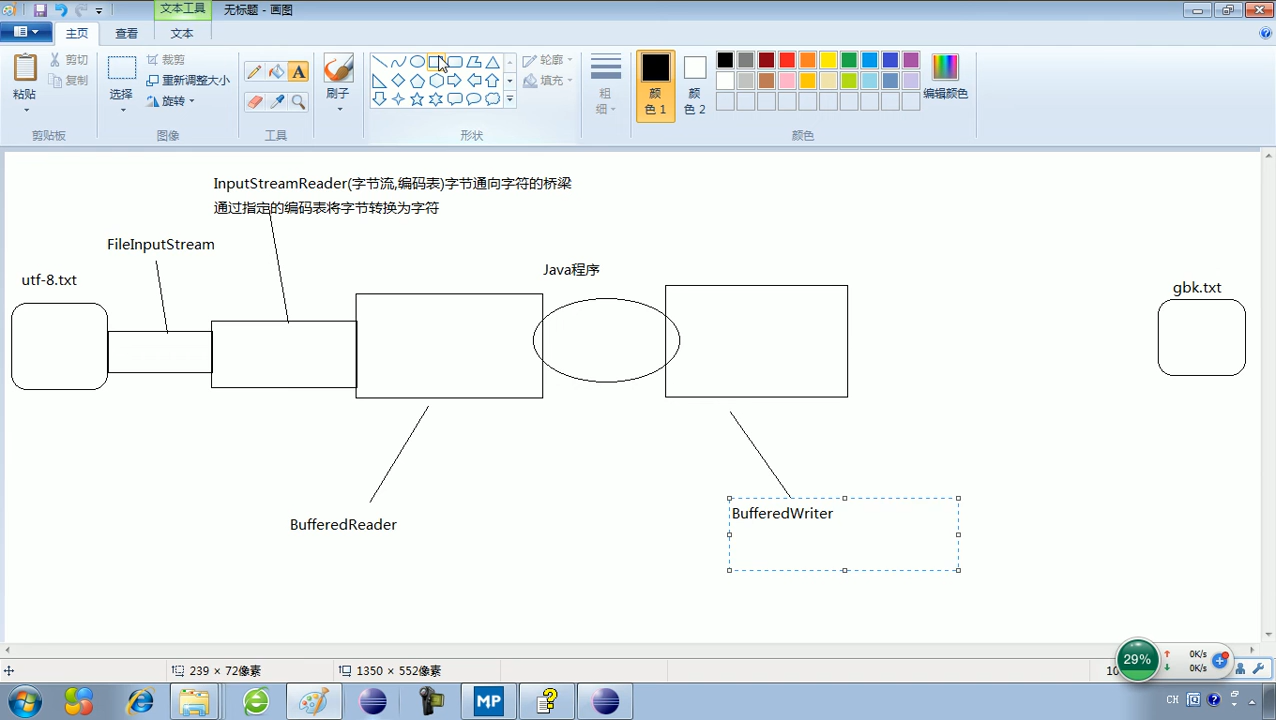 文本工具
无标题 - 画图
主页
查看
文本
粘贴
剪切
复制
剪贴板
选择
裁剪
重新调整大小
旋转
图像
A
工具
刷子
轮廓
填充
形状
粗
细
颜
色 1
颜
色 2
编辑颜色
颜色
InputStreamReader(字节流,编码表)字节通向字符的桥梁
通过指定的编码表将字节转换为字符
FileInputStream
utf-8.txt
Java程序
gbk.txt
BufferedReader
BufferedWriter
239 × 72像素
1350 × 552像素
10
29%
0K/s
0K/s
MP
CH